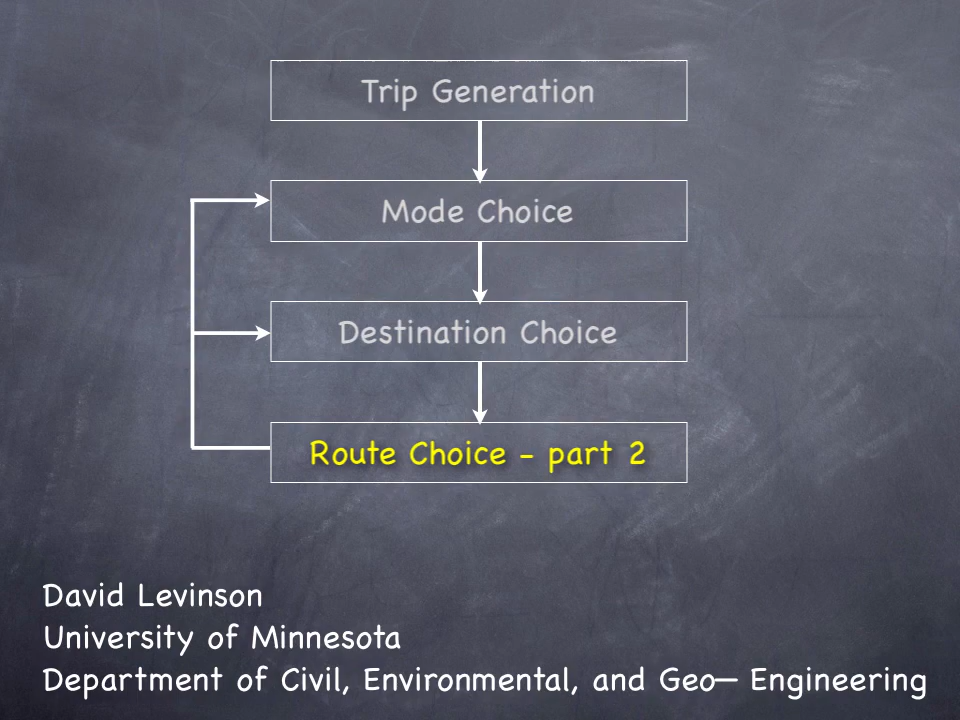 Trip Generation
Mode Choice
Destination Choice
Route Choice - part 2
David Levinson
University of Minnesota
Department of Civil, Environmental, and Geo— Engineering